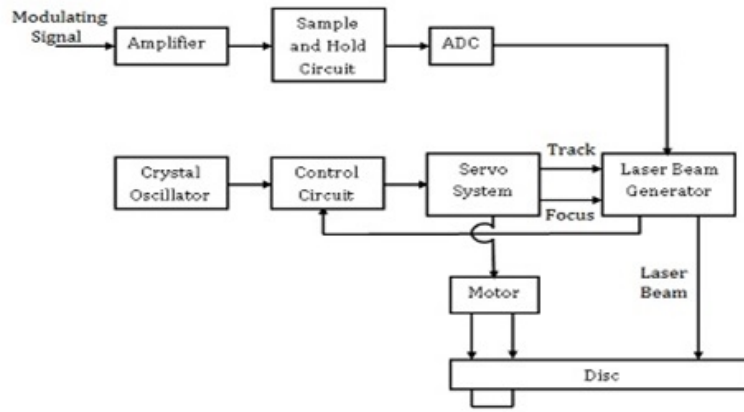 Modulating
Signal
Amplifier
Sample
and Hold
Circuit
ADC
Crystal
Oscillator
Control
Circuit
Servo
System
Track
Focus
Laser Beam
Generator
Laser
Beam
Motor
Disc